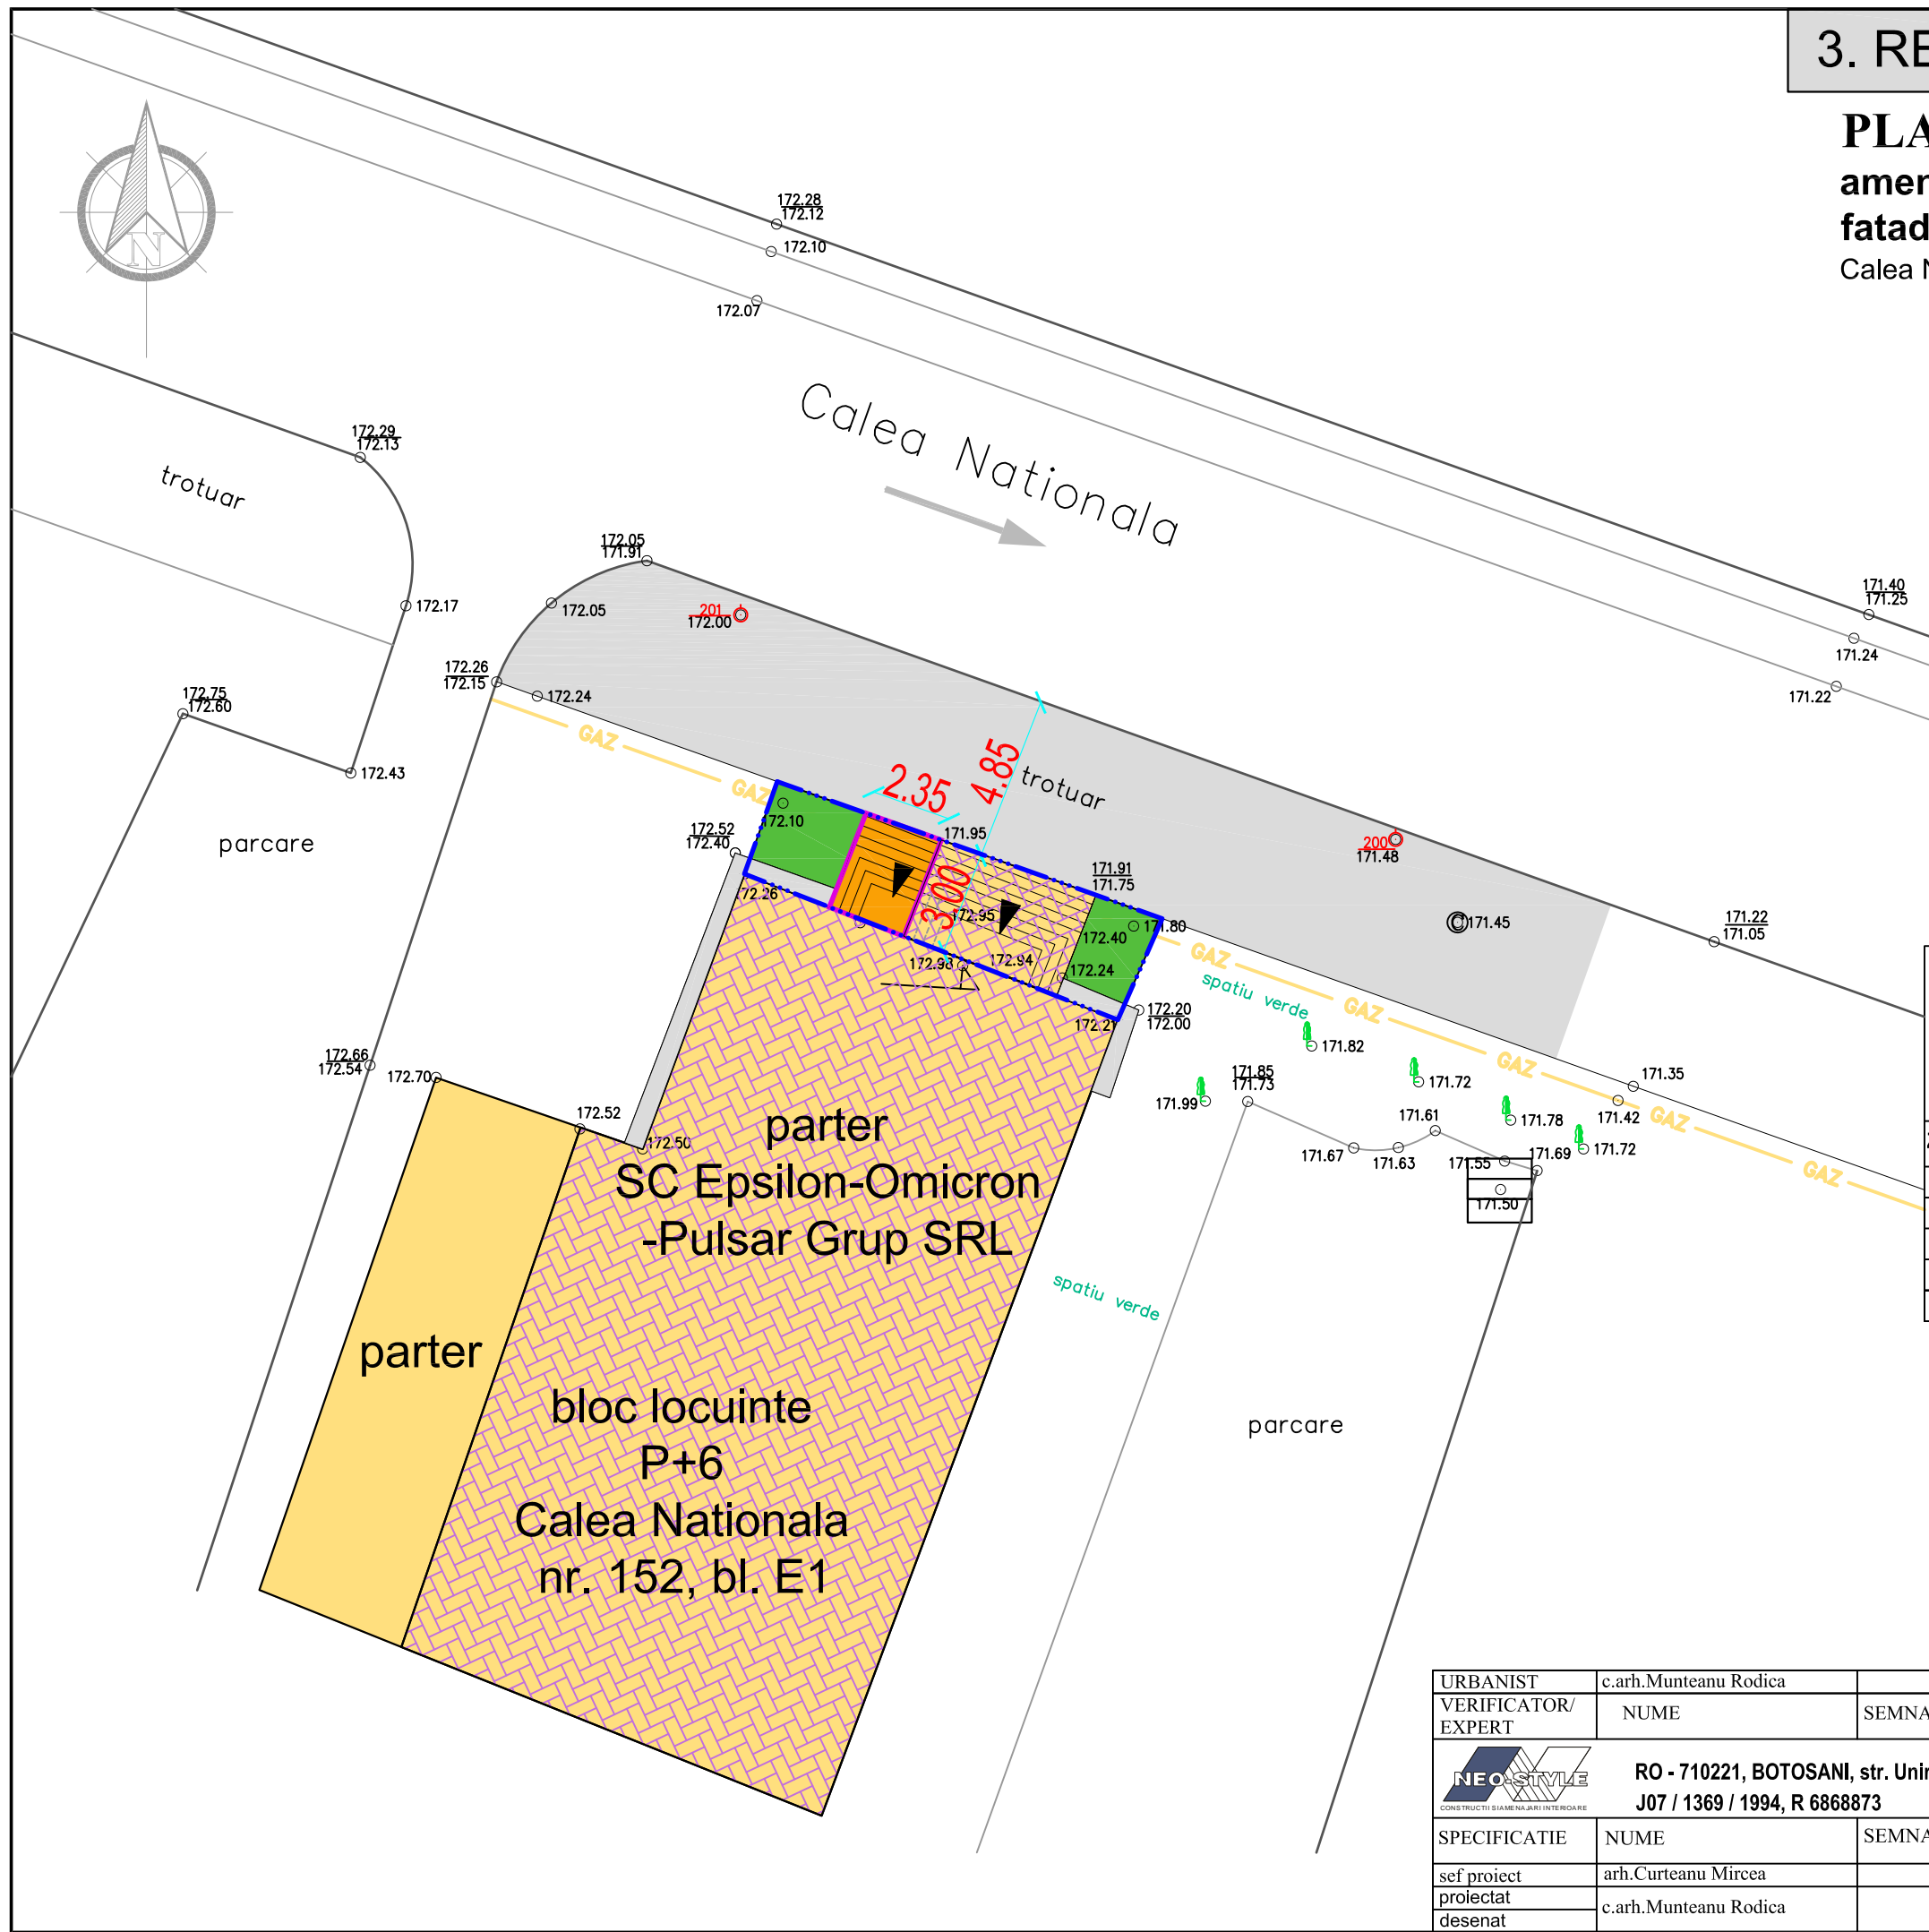 3. RE
PLA
amen
fatad
Calea N
N
172.28
172.12
172.10
172.07
Calea Nationala
172.29
172.13
trotuar
172.17
172.05
171.91
172.05
201
172.00
171.40
171.25
171.24
171.22
172.26
172.15
172.24
172.75
172.60
172.43
GAZ
GAZ
2.35
4.85
trotuar
parcare
172.10
172.52
172.40
171.95
200
171.48
171.91
171.75
172.26
3.00
172.95
172.40
171.80
171.45
171.22
171.05
172.98
172.94
172.24
GAZ
spatiu verde
GAZ
172.20
172.00
172.21
171.82
GAZ
171.35
172.66
172.54
172.70
171.85
171.73
171.72
171.99
171.42
GAZ
172.52
171.61
171.78
172.50
171.67
171.63
171.55
171.69
171.72
GAZ
171.50
parter
SC Epsilon-Omicron
-Pulsar Grup SRL
spatiu verde
parter
bloc locuinte
P+6
Calea Nationala
nr. 152, bl. E1
parcare
URBANIST c.arh.Munteanu Rodica
VERIFICATOR/
EXPERT NUME SEMNA
NEO-STYLE
CONSTRUCTII SI AMENAJARI INTERIOARE
RO - 710221, BOTOSANI, str. Unir
J07 / 1369 / 1994, R 6868873
SPECIFICATIE NUME SEMNA
sef proiect arh.Curteanu Mircea
proiectat
c.arh.Munteanu Rodica
desenat